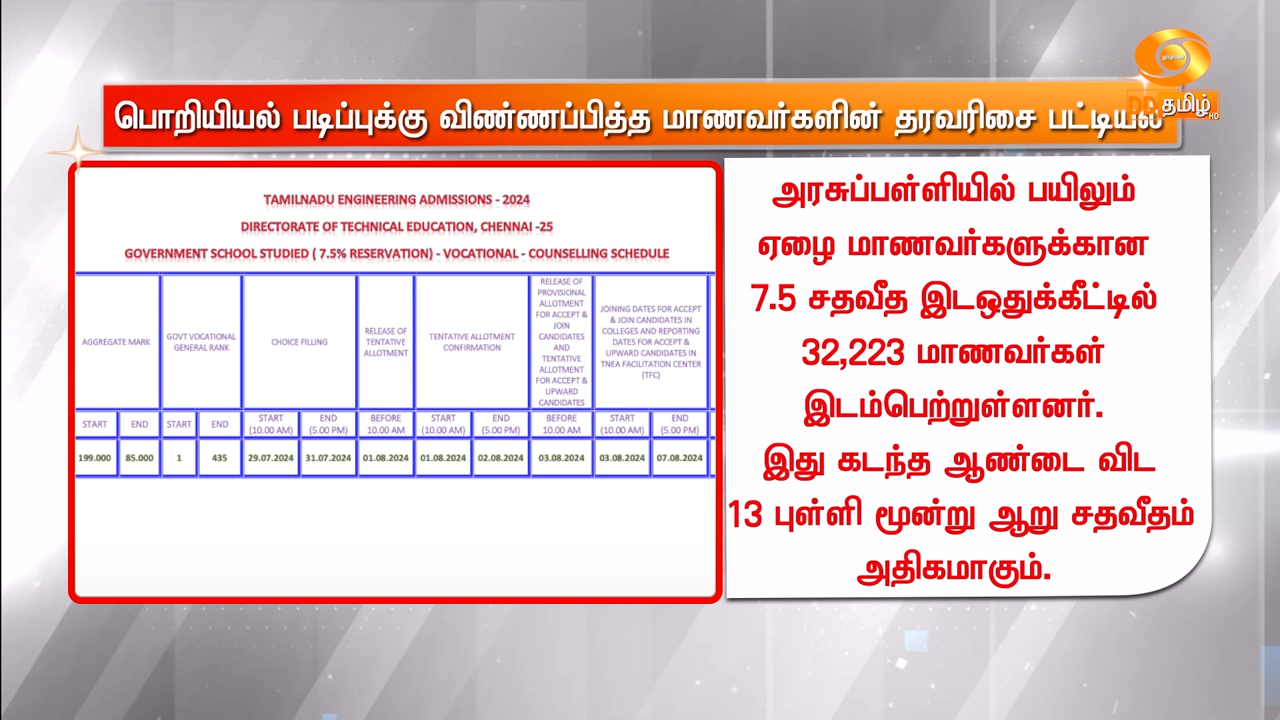 பொறியியல் படிப்புக்கு விண்ணப்பித்த மாணவர்களின் தரவரிசை பட்டியல்
DD தமிழ் HD
TAMILNADU ENGINEERING ADMISSIONS - 2024
DIRECTORATE OF TECHNICAL EDUCATION, CHENNAI -25
GOVERNMENT SCHOOL STUDIED ( 7.5% RESERVATION) - VOCATIONAL - COUNSELLING SCHEDULE
AGGREGATE MARK
GOVT VOCATIONAL
GENERAL RANK
CHOICE FILLING
RELEASE OF
TENTATIVE
ALLOTMENT
TENTATIVE ALLOTMENT
CONFIRMATION
RELEASE OF
PROVISIONAL
ALLOTMENT
FOR ACCEPT &
JOIN
CANDIDATES
AND
TENTATIVE
ALLOTMENT
FOR ACCEPT &
UPWARD
CANDIDATES
JOINING DATES FOR ACCEPT
& JOIN CANDIDATES IN
COLLEGES AND REPORTING
DATES FOR ACCEPT &
UPWARD CANDIDATES IN
TNEA FACILITATION CENTER
(TFC)
START END START END START (10.00 AM) END (5.00 PM) BEFORE 10.00 AM START (10.00 AM) END (5.00 PM) BEFORE 10.00 AM START (10.00 AM) END (5.00 PM)
199.000 85.000 1 435 29.07.2024 31.07.2024 01.08.2024 01.08.2024 02.08.2024 03.08.2024 03.08.2024 07.08.2024
அரசுப்பள்ளியில் பயிலும்
ஏழை மாணவர்களுக்கான
7.5 சதவீத இடஒதுக்கீட்டில்
32,223 மாணவர்கள்
இடம்பெற்றுள்ளனர்.
இது கடந்த ஆண்டை விட
13 புள்ளி மூன்று ஆறு சதவீதம்
அதிகமாகும்.